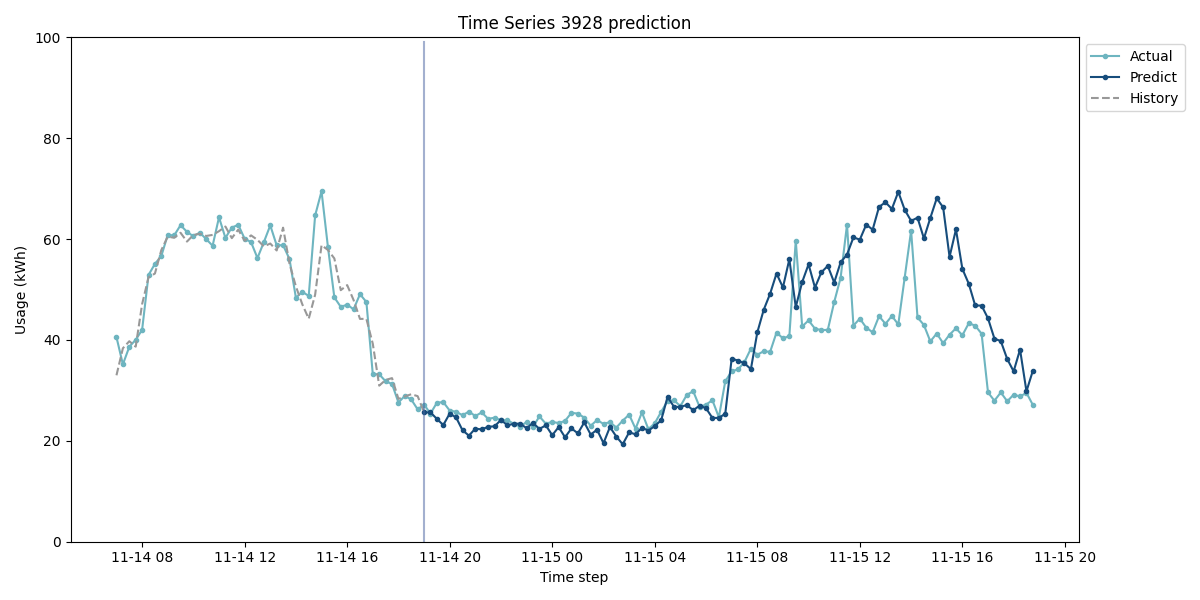 Time Series 3928 prediction
100
80
60
40
20
0
Usage (kWh)
11-14 08
11-14 12
11-14 16
11-14 20
11-15 00
11-15 04
11-15 08
11-15 12
11-15 16
11-15 20
Time step
Actual
Predict
History